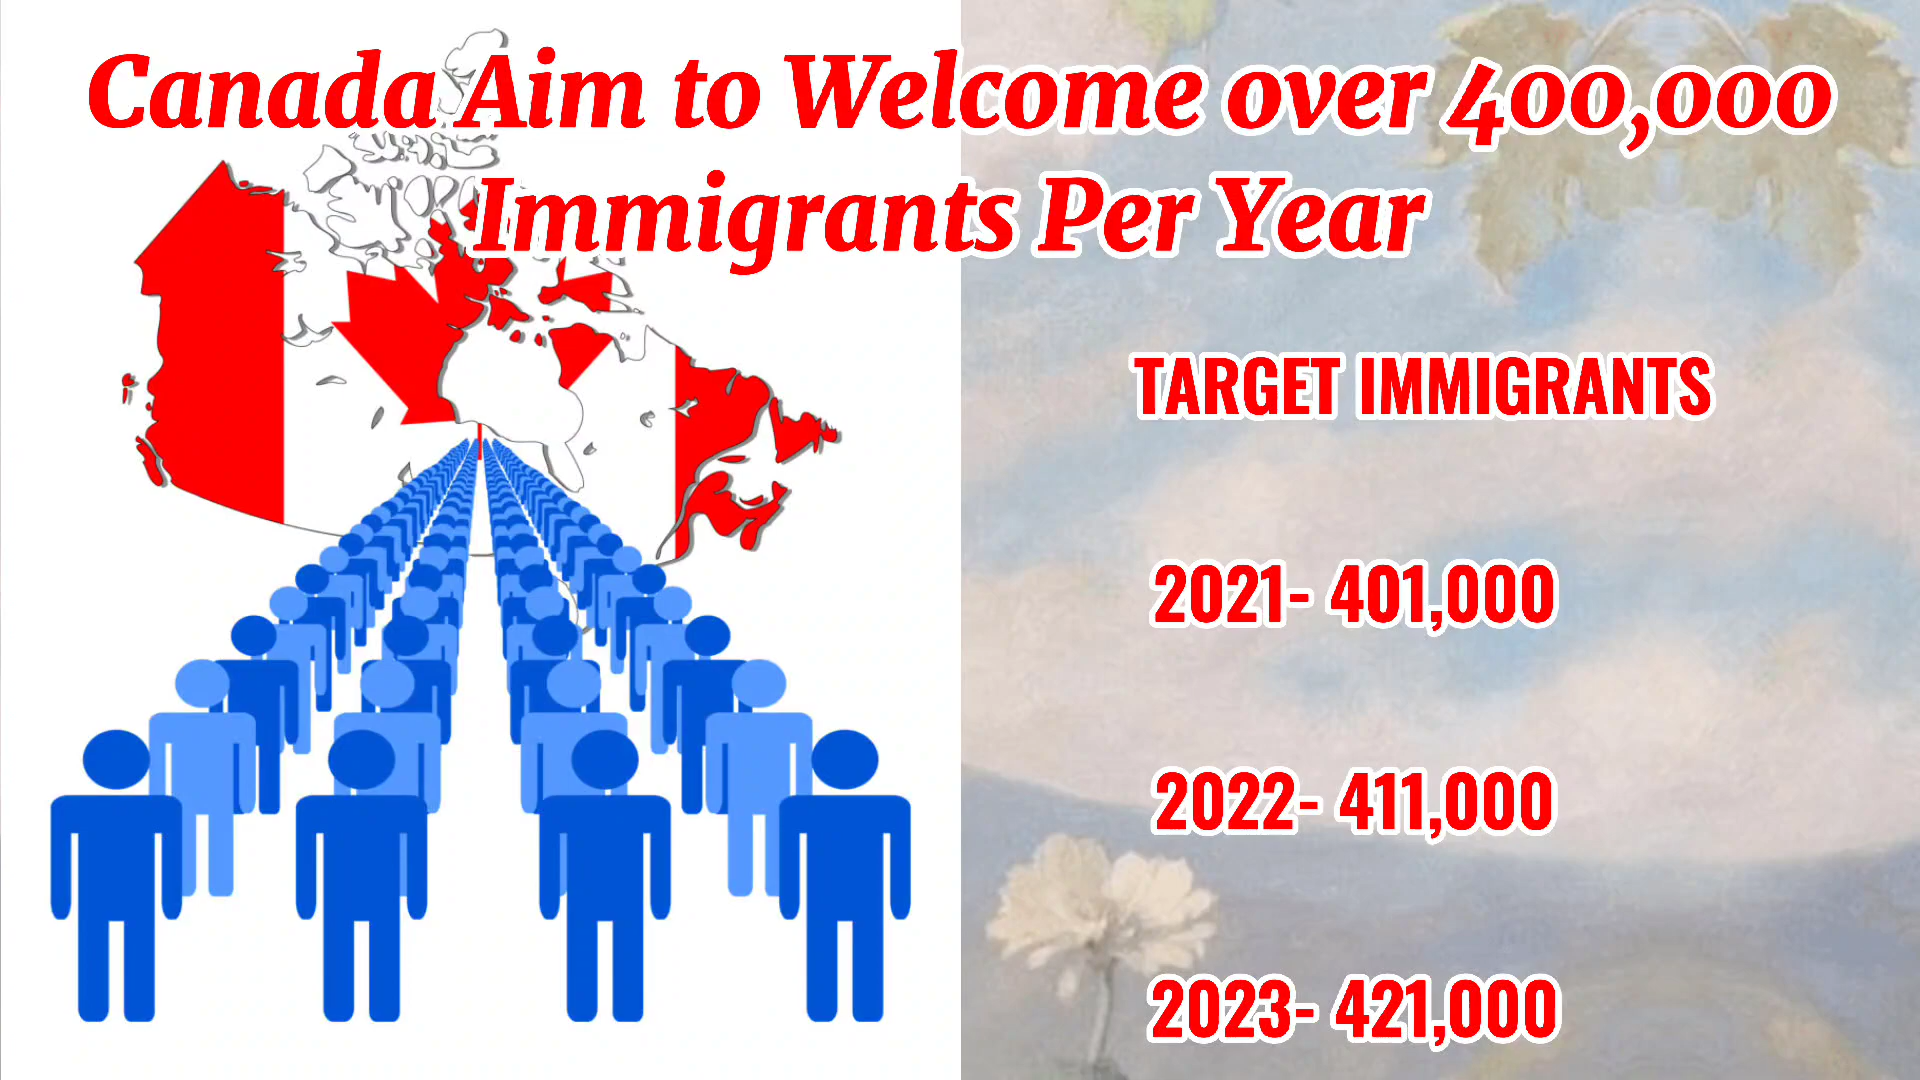 Canada Aim to Welcome over 400,000
Immigrants Per Year
TARGET IMMIGRANTS
2021- 401,000
2022- 411,000
2023- 421,000